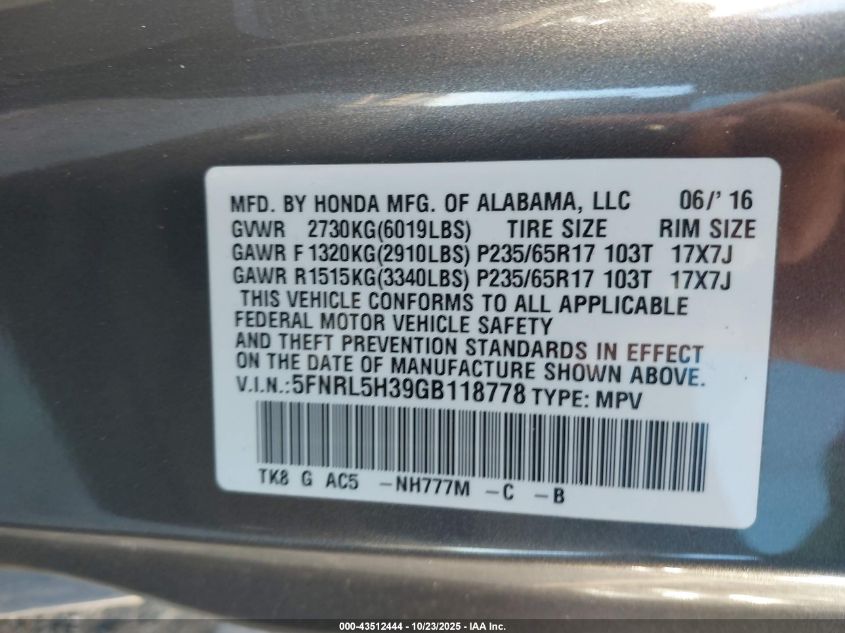 MFD. BY HONDA MFG. OF ALABAMA, LLC 06/' 16
GVWR 2730KG(6019LBS) TIRE SIZE RIM SIZE
GAWR F 1320KG(2910LBS) P235/65R17 103T 17X7J
GAWR R1515KG(3340LBS) P235/65R17 103T 17X7J
THIS VEHICLE CONFORMS TO ALL APPLICABLE
FEDERAL MOTOR VEHICLE SAFETY
AND THEFT PREVENTION STANDARDS IN EFFECT
ON THE DATE OF MANUFACTURE SHOWN ABOVE.
V.I.N.:5FNRL5H39GB118778 TYPE: MPV
TK8 G AC5 -NH777M -C -B
000-43512444 - 10/23/2025 - IAA Inc.